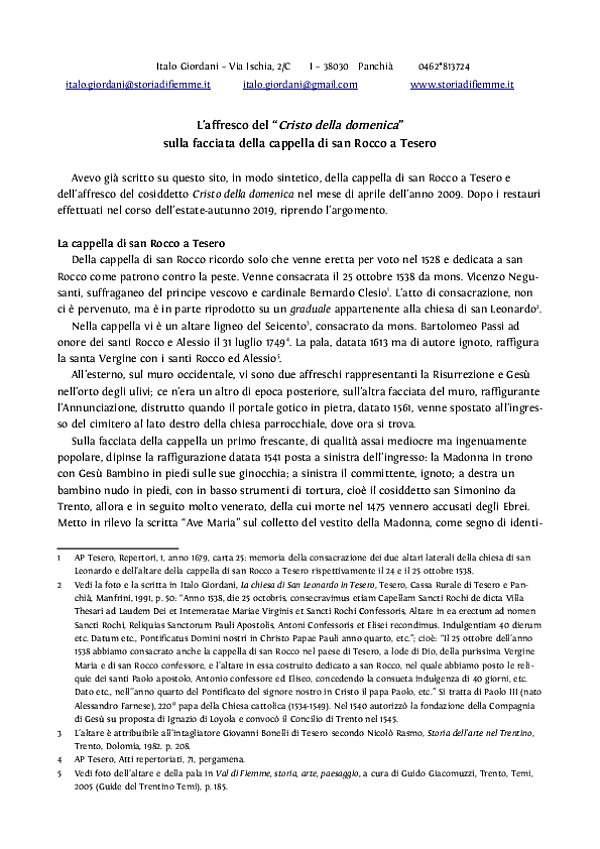 Italo Giordani – Via Ischia, 2/C I – 38030 Panchià 0462*813724
italo.giordani@storiadifiemme.it italo.giordani@gmail.com www.storiadifiemme.it
L'affresco del "Cristo della domenica"
sulla facciata della cappella di san Rocco a Tesero
Avevo già scritto su questo sito, in modo sintetico, della cappella di san Rocco a Tesero e
dell'affresco del cosiddetto Cristo della domenica nel mese di aprile dell'anno 2009. Dopo i restauri
effettuati nel corso dell'estate-autunno 2019, riprendo l'argomento.
La cappella di san Rocco a Tesero
Della cappella di san Rocco ricordo solo che venne eretta per voto nel 1528 e dedicata a san
Rocco come patrono contro la peste. Venne consacrata il 25 ottobre 1538 da mons. Vicenzo Negu-
santi, suffraganeo del principe vescovo e cardinale Bernardo Clesio1. L'atto di consacrazione, non
ci è pervenuto, ma è in parte riprodotto su un graduale appartenente alla chiesa di san Leonardo2.
Nella cappella vi è un altare ligneo del Seicento3, consacrato da mons. Bartolomeo Passi ad
onore dei santi Rocco e Alessio il 31 luglio 17494. La pala, datata 1613 ma di autore ignoto, raffigura
la santa Vergine con i santi Rocco ed Alessio5.
All'esterno, sul muro occidentale, vi sono due affreschi rappresentanti la Risurrezione e Gesù
nell'orto degli ulivi; ce n'era un altro di epoca posteriore, sull'altra facciata del muro, raffigurante
l'Annunciazione, distrutto quando il portale gotico in pietra, datato 1561, venne spostato all'ingres-
so del cimitero al lato destro della chiesa parrocchiale, dove ora si trova.
Sulla facciata della cappella un primo frescante, di qualità assai mediocre ma ingenuamente
popolare, dipinse la raffigurazione datata 1541 posta a sinistra dell'ingresso: la Madonna in trono
con Gesù Bambino in piedi sulle sue ginocchia; a sinistra il committente, ignoto; a destra un
bambino nudo in piedi, con in basso strumenti di tortura, cioè il cosiddetto san Simonino da
Trento, allora e in seguito molto venerato, della cui morte nel 1475 vennero accusati degli Ebrei.
Metto in rilevo la scritta "Ave Maria" sul colletto del vestito della Madonna, come segno di identi-
1 AP Tesero, Repertori, 1, anno 1679, carta 25: memoria della consacrazione dei due altari laterali della chiesa di san
Leonardo e dell'altare della cappella di san Rocco a Tesero rispettivamente il 24 e il 25 ottobre 1538.
2 Vedi la foto e la scritta in Italo Giordani, La chiesa di San Leonardo in Tesero, Tesero, Cassa Rurale di Tesero e Pan-
chià, Manfrini, 1991, p. 50: "Anno 1538, die 25 octobris, consecravimus etiam Capellam Sancti Rochi de dicta Villa
Thesari ad Laudem Dei et Intemeratae Mariae Virginis et Sancti Rochi Confessoris, Altare in ea erectum ad nomen
Sancti Rochi, Reliquias Sanctorum Pauli Apostolis, Antoni Confessoris et Elisei recondimus. Indulgentiam 40 dierum
etc. Datum etc., Pontificatus Domini nostri in Christo Papae Pauli anno quarto, etc."; cioè: "Il 25 ottobre dell'anno
1538 abbiamo consacrato anche la cappella di san Rocco nel paese di Tesero, a lode di Dio, della purissima Vergine
Maria e di san Rocco confessore, e l'altare in essa costruito dedicato a san Rocco, nel quale abbiamo posto le reli-
quie dei santi Paolo apostolo, Antonio confessore ed Eliseo, concedendo la consueta indulgenza di 40 giorni, etc.
Dato etc., nell'"anno quarto del Pontificato del signore nostro in Cristo il papa Paolo, etc." Si tratta di Paolo III (nato
Alessandro Farnese), 220° papa della Chiesa cattolica (1534-1549). Nel 1540 autorizzò la fondazione della Compagnia
di Gesù su proposta di Ignazio di Loyola e convocò il Concilio di Trento nel 1545.
3 L'altare è attribuibile all'intagliatore Giovanni Bonelli di Tesero secondo Nicolò Rasmo, Storia dell'arte nel Trentino,
Trento, Dolomia, 1982, p. 208.
4 AP Tesero, Atti repertoriati, 71, pergamena.
5 Vedi foto dell'altare e della pala in Val di Fiemme, storia, arte, paesaggio, a cura di Guido Giacomuzzi, Trento, Temi,
2005 (Guide del Trentino Temi), p. 185.